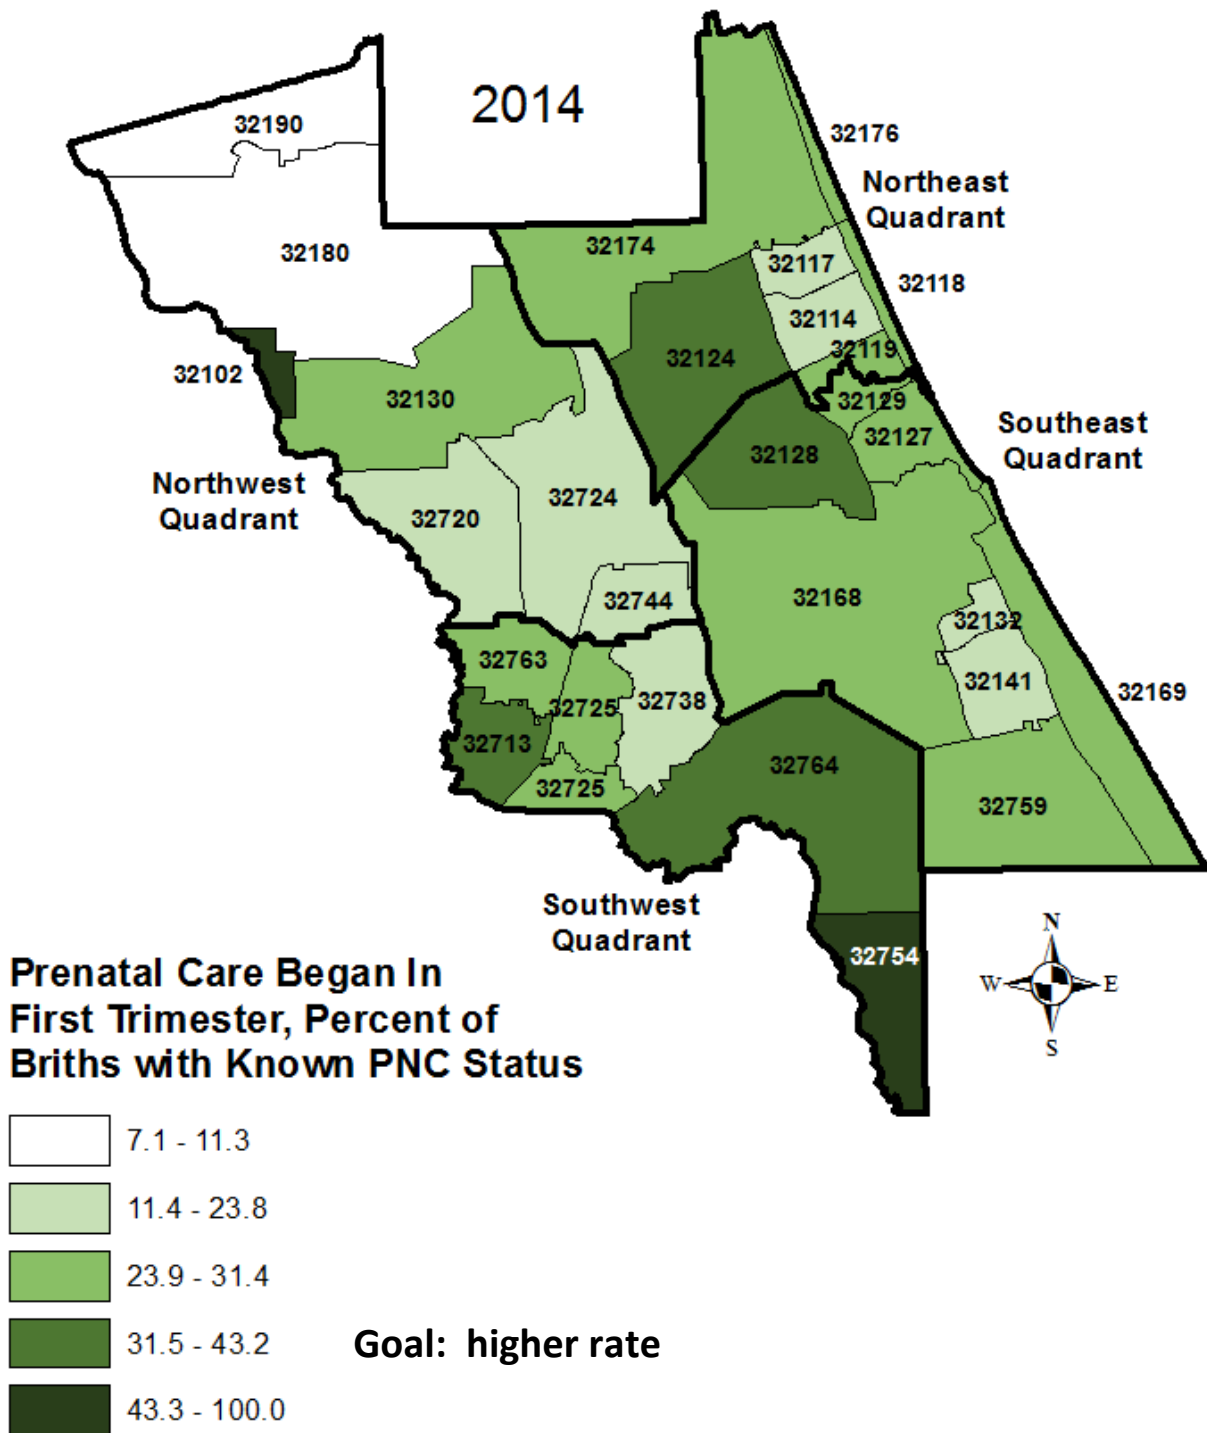 2014
32190
32176
Northeast
Quadrant
32180
32174
32117
32118
32114
32124
32119
32102
32130
32129
32127
Southeast
Quadrant
32128
Northwest
Quadrant
32720
32724
32744
32168
32132
32763
32141
32169
32738
32725
32713
32764
32725
32759
Southwest
Quadrant
32754
N
W
E
S
Prenatal Care Began In
First Trimester, Percent of
Briths with Known PNC Status
7.1 - 11.3
11.4 - 23.8
23.9 - 31.4
31.5 - 43.2
Goal: higher rate
43.3 - 100.0